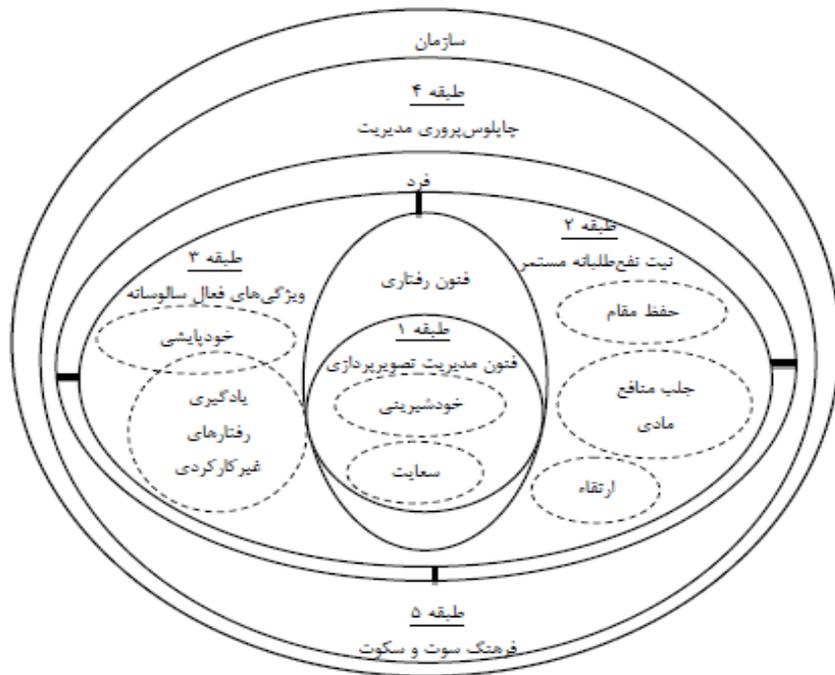 سازمان
طبقه ۴
چاپلوس‌پروری مدیریت
فرد
طبقه ۲
نیت نفع‌طلبانه مستمر
حفظ مقام
جلب منافع
مادی
ارتقاء
فنون رفتاری
طبقه ۱
فنون مدیریت تصویرپردازی
خودشیرینی
سعایت
طبقه ۳
ویژگی‌های فعال سالوسانه
خودپایشی
یادگیری
رفتارهای
غیرکارکردی
طبقه ۵
فرهنگ سوت و سکوت